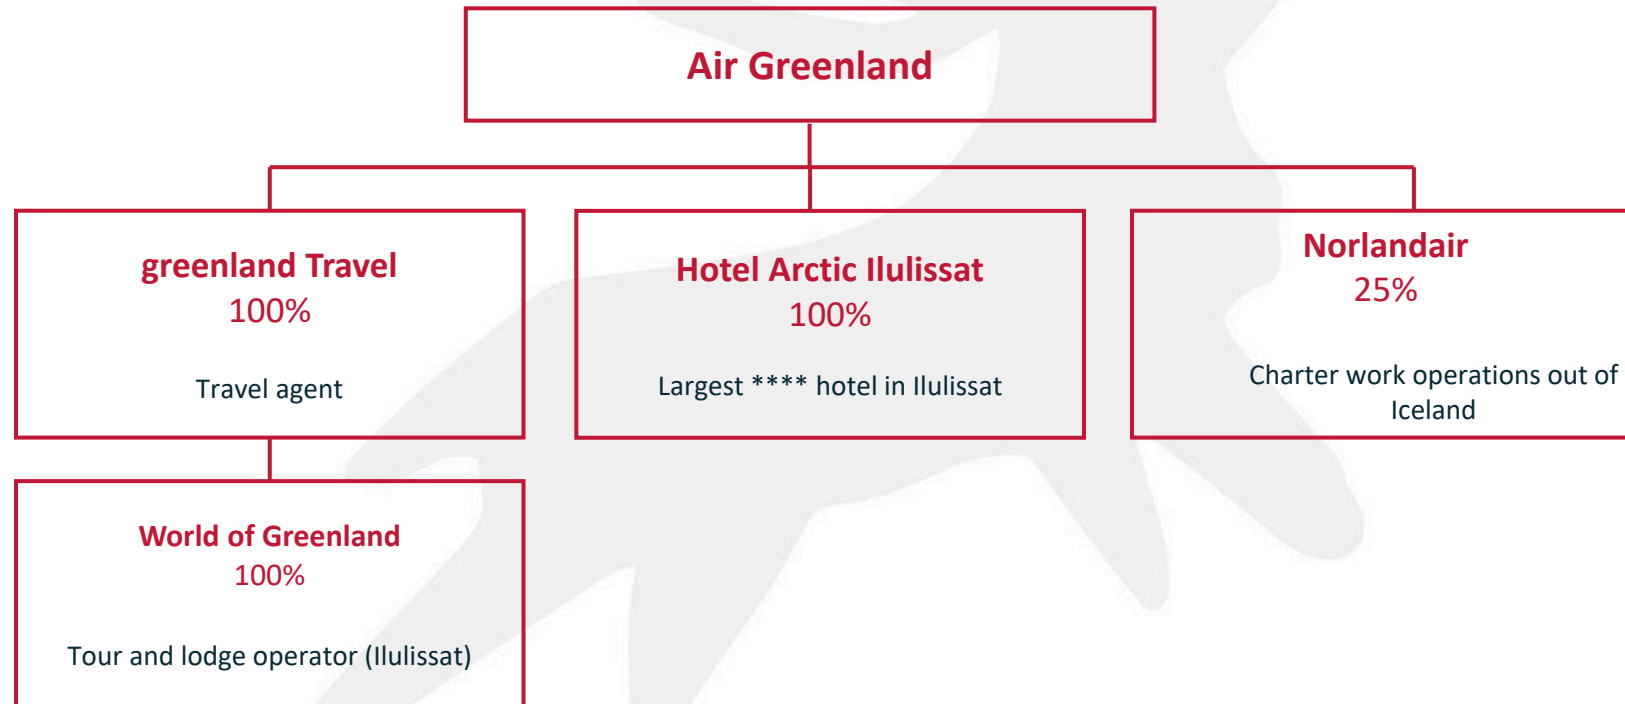 Air Greenland
greenland Travel
100%
Travel agent
Hotel Arctic Ilulissat
100%
Largest **** hotel in Ilulissat
Norlandair
25%
Charter work operations out of
Iceland
World of Greenland
100%
Tour and lodge operator (Ilulissat)